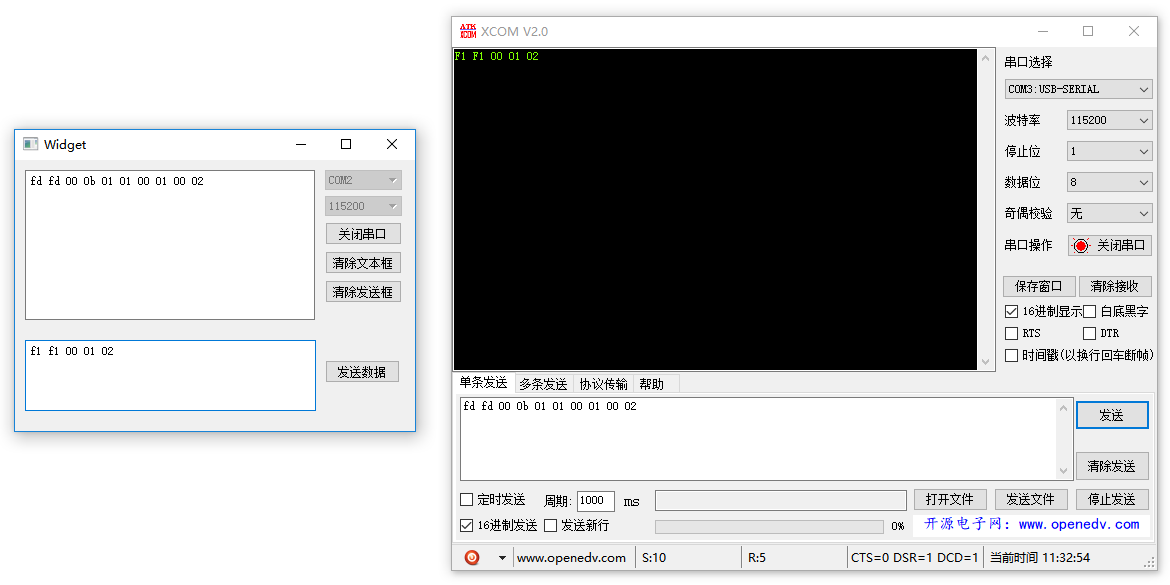 Widget
fd fd 00 0b 01 01 00 01 00 02
COM2
115200
关闭串口
清除文本框
清除发送框
f1 f1 00 01 02
发送数据
ATK
XCOM
XCOM V2.0
F1 F1 00 01 02
串口选择
COM3:USB-SERIAL
波特率
115200
停止位
1
数据位
8
奇偶校验
无
串口操作
关闭串口
保存窗口
清除接收
16进制显示
白底黑字
RTS
DTR
时间戳(以换行回车断帧)
单条发送
多条发送
协议传输
帮助
fd fd 00 0b 01 01 00 01 00 02
发送
清除发送
定时发送
周期:
1000
ms
打开文件
发送文件
停止发送
16进制发送
发送新行
0%
开源电子网：www.openedv.com
www.openedv.com
S:10
R:5
CTS=0 DSR=1 DCD=1
当前时间 11:32:54